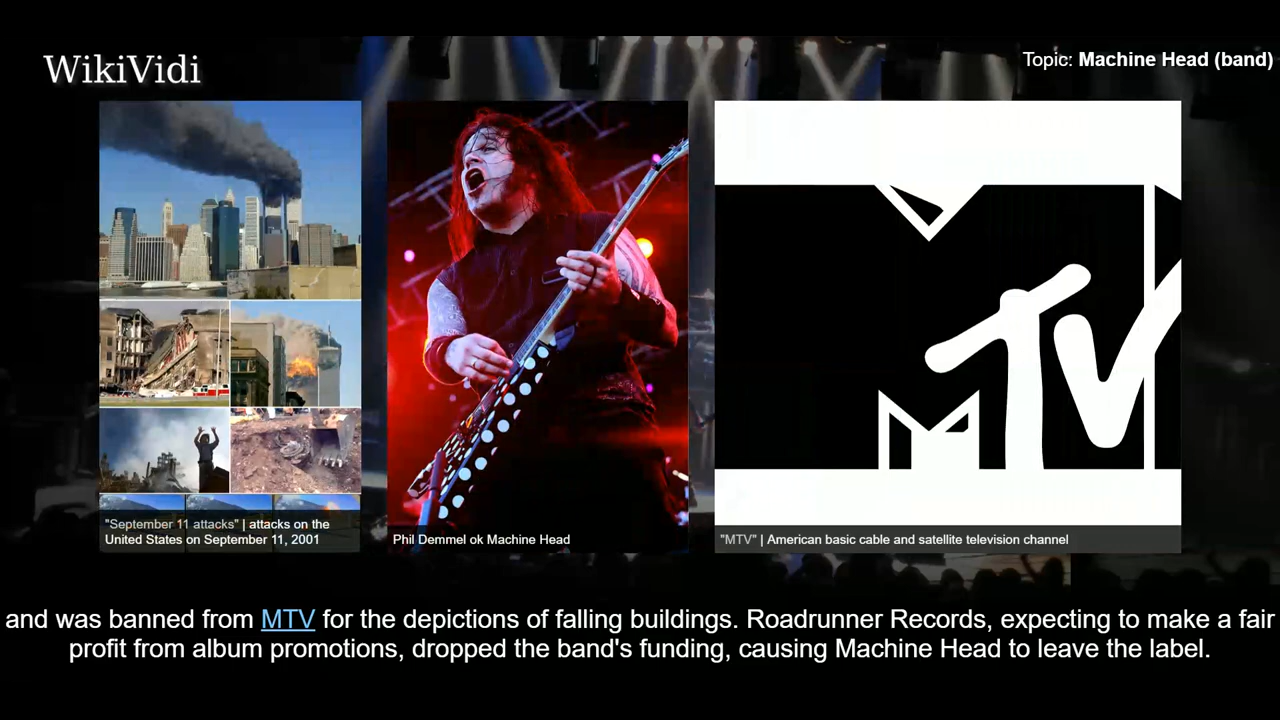 WikiVidi
Topic: Machine Head (band)
MTV
"September 11 attacks" | attacks on the
United States on September 11, 2001
Phil Demmel ok Machine Head
"MTV" | American basic cable and satellite television channel
and was banned from MTV for the depictions of falling buildings. Roadrunner Records, expecting to make a fair
profit from album promotions, dropped the band's funding, causing Machine Head to leave the label.